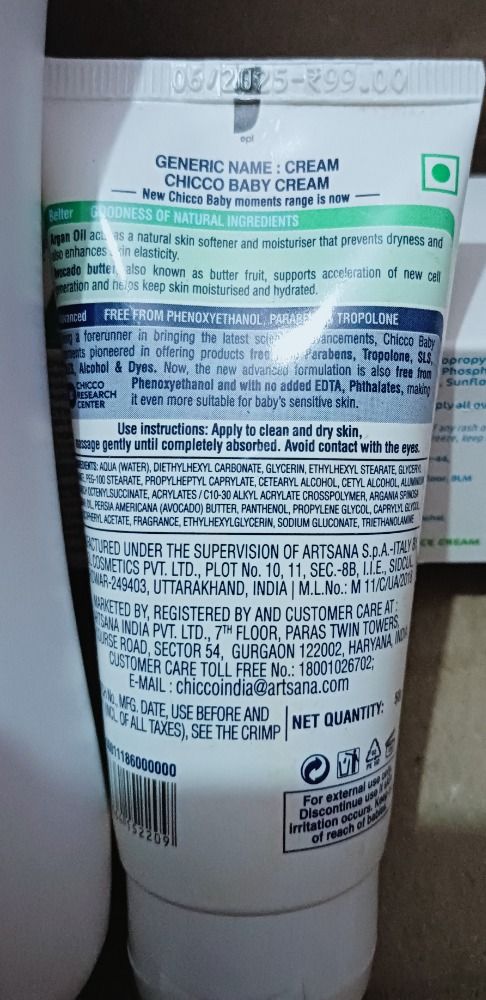 06/2025-₹99.00
epl
GENERIC NAME : CREAM
CHICCO BABY CREAM
New Chicco Baby moments range is now
Better GOODNESS OF NATURAL INGREDIENTS
Argan Oil acts as a natural skin softener and moisturiser that prevents dryness and
also enhances skin elasticity.
Avocado butter, also known as butter fruit, supports acceleration of new cell
generation and helps keep skin moisturised and hydrated.
FREE FROM PHENOXYETHANOL, TROPOLONE
a forerunner in bringing the latest advancements, Chicco Baby
pioneered in offering products free Parabens, Tropolone, SLS,
Alcohol & Dyes. Now, the new advanced formulation is also free from
Phenoxyethanol and with no added EDTA, Phthalates, making
it even more suitable for baby's sensitive skin.
CHICCO
RESEARCH
CENTER
Use instructions: Apply to clean and dry skin,
massage gently until completely absorbed. Avoid contact with the eyes.
AQUA (WATER), DIETHYLHEXYL CARBONATE, GLYCERIN, ETHYLHEXYL STEARATE, GLYCERYL
PEG-100 STEARATE, PROPYLHEPTYL CAPRYLATE, CETEARYL ALCOHOL, CETYL ALCOHOL, ALUMINUM
OCTENYLSUCCINATE, ACRYLATES / C10-30 ALKYL ACRYLATE CROSSPOLYMER, ARGANIA SPINOSA
OIL, PERSIA AMERICANA (AVOCADO) BUTTER, PANTHENOL, PROPYLENE GLYCOL, CAPRYLYL GLYCOL,
ACETATE, FRAGRANCE, ETHYLHEXYLGLYCERIN, SODIUM GLUCONATE, TRIETHANOLAMINE
UNDER THE SUPERVISION OF ARTSANA S.p.A.-ITALY BY
COSMETICS PVT. LTD., PLOT No. 10, 11, SEC.-8B, I.I.E., SIDCUL,
249403, UTTARAKHAND, INDIA | M.L.No.: M 11/C/UA/2018
MARKETED BY, REGISTERED BY AND CUSTOMER CARE AT :
ARTSANA INDIA PVT. LTD., 7TH FLOOR, PARAS TWIN TOWERS,
COURSE ROAD, SECTOR 54, GURGAON 122002, HARYANA, INDIA
CUSTOMER CARE TOLL FREE No.: 18001026702;
E-MAIL : chiccoindia@artsana.com
No., MFG. DATE, USE BEFORE AND
OF ALL TAXES), SEE THE CRIMP
NET QUANTITY:
11186000000
52209
For external use only.
Discontinue use if
irritation occurs. Keep
of reach of